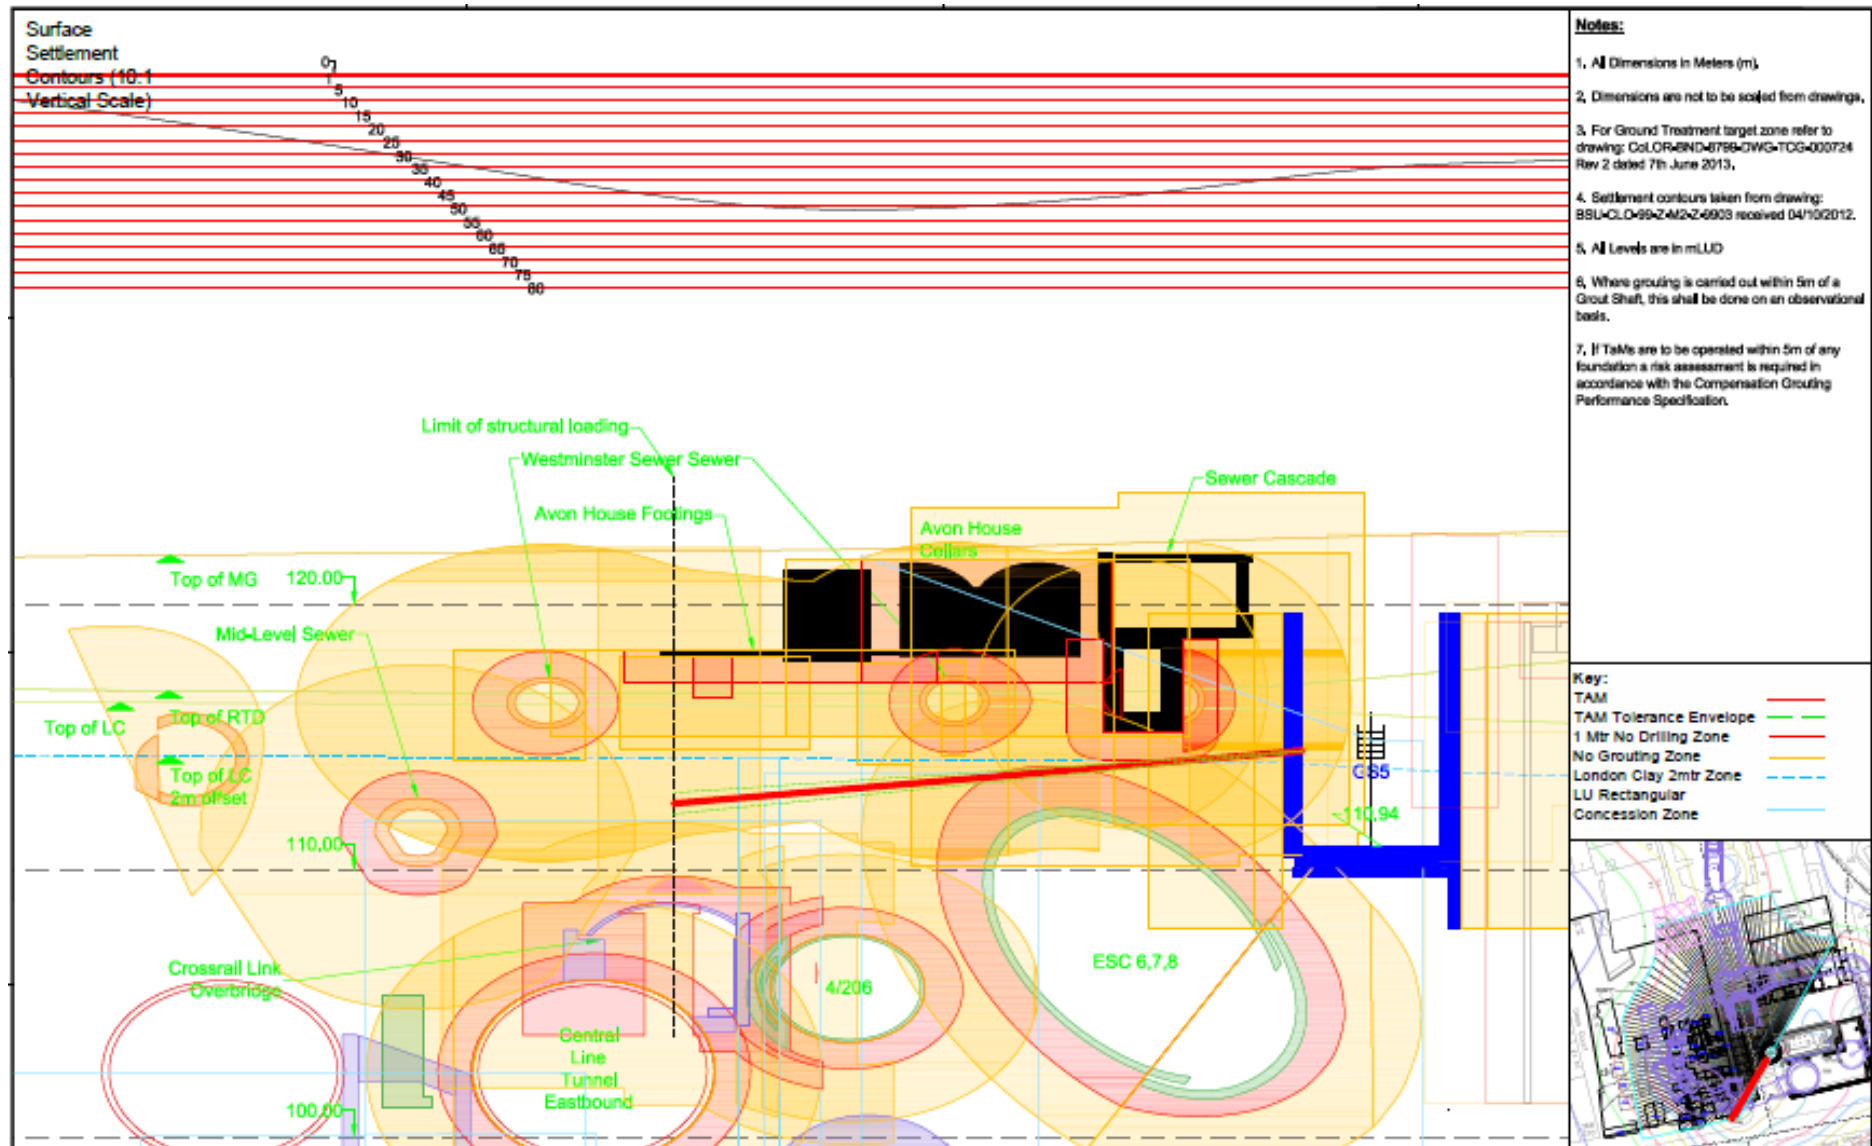 Surface
Settlement
Contours (10:1
Vertical Scale)
0
1
5
10
15
20
25
30
35
40
45
50
55
60
65
70
75
80
Limit of structural loading
Westminster Sewer Sewer
Sewer Cascade
Avon House Footings
Avon House
Cellars
Top of MG
120.00
Mid-Level Sewer
Top of RTD
Top of LC
Top of LC
2m offset
GS5
110.94
110.00
Crossrail Link
Overbridge
4/206
ESC 6,7,8
Central
Line
Tunnel
Eastbound
100.00
Notes:
1. All Dimensions in Meters (m).
2. Dimensions are not to be scaled from drawings.
3. For Ground Treatment target zone refer to
drawing: CoLOR-BND-8798-DWG-TCG-000724
Rev 2 dated 7th June 2013.
4. Settlement contours taken from drawing:
BSU-CLO-99-Z-M2-Z-9903 received 04/10/2012.
5. All Levels are in mLUD
6. Where grouting is carried out within 5m of a
Grout Shaft, this shall be done on an observational
basis.
7. If TaMs are to be operated within 5m of any
foundation a risk assessment is required in
accordance with the Compensation Grouting
Performance Specification.
Key:
TAM
TAM Tolerance Envelope
1 Mtr No Drilling Zone
No Grouting Zone
London Clay 2mtr Zone
LU Rectangular
Concession Zone